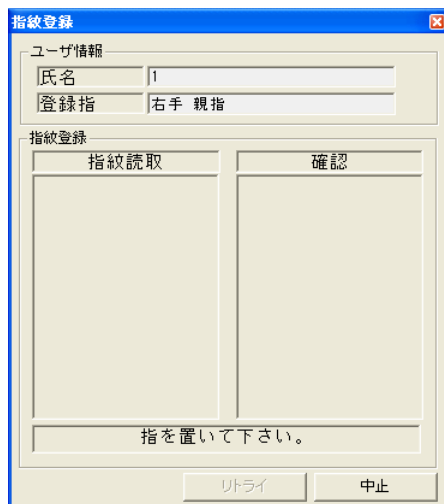 指紋登録
ユーザ情報
氏名 1
登録指 右手 親指
指紋登録
指紋読取 確認
指を置いて下さい。
リトライ 中止